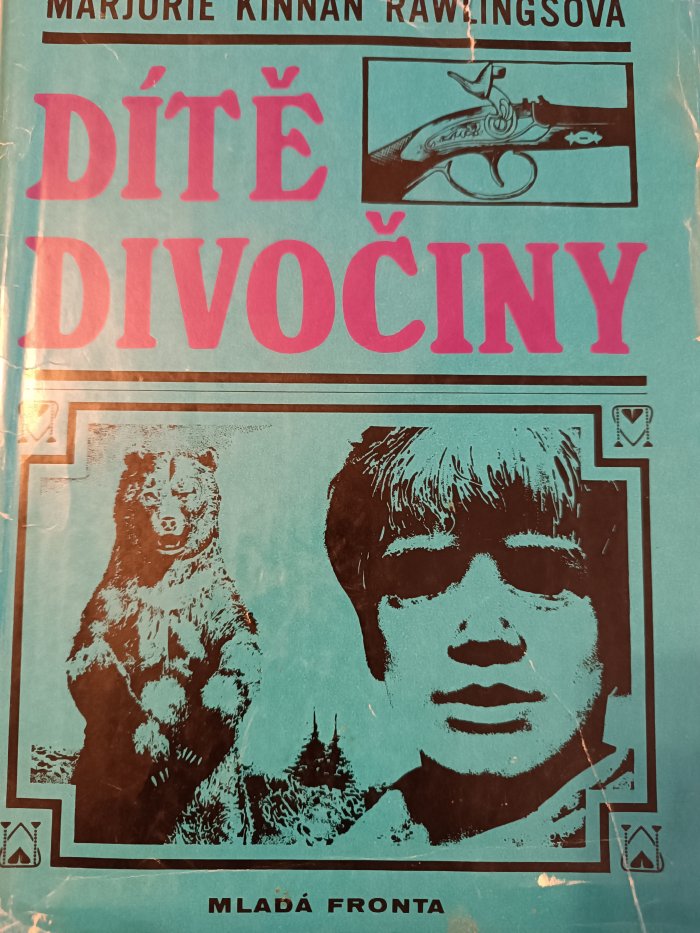 MARJORIE KINNAN RAWLINGSOVÁ
DÍTĚ
DIVOČINY
MLADÁ FRONTA